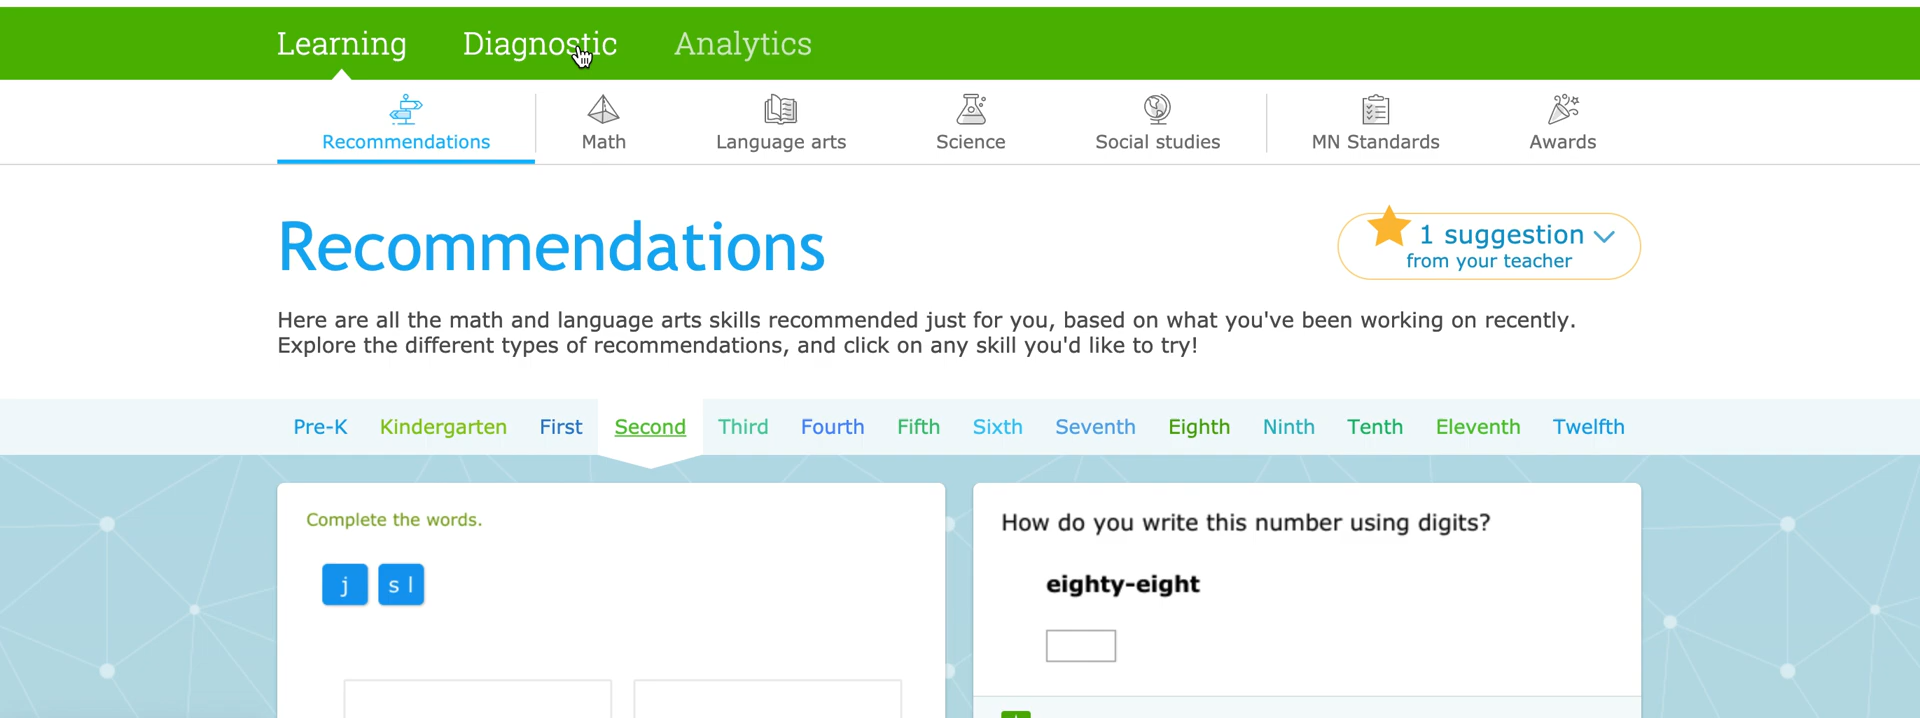 Learning Diagnostic Analytics
Recommendations Math Language arts Science Social studies MN Standards Awards
Recommendations
1 suggestion
from your teacher
Here are all the math and language arts skills recommended just for you, based on what you've been working on recently.
Explore the different types of recommendations, and click on any skill you'd like to try!
Pre-K Kindergarten First Second Third Fourth Fifth Sixth Seventh Eighth Ninth Tenth Eleventh Twelfth
Complete the words.
j sl
How do you write this number using digits?
eighty-eight